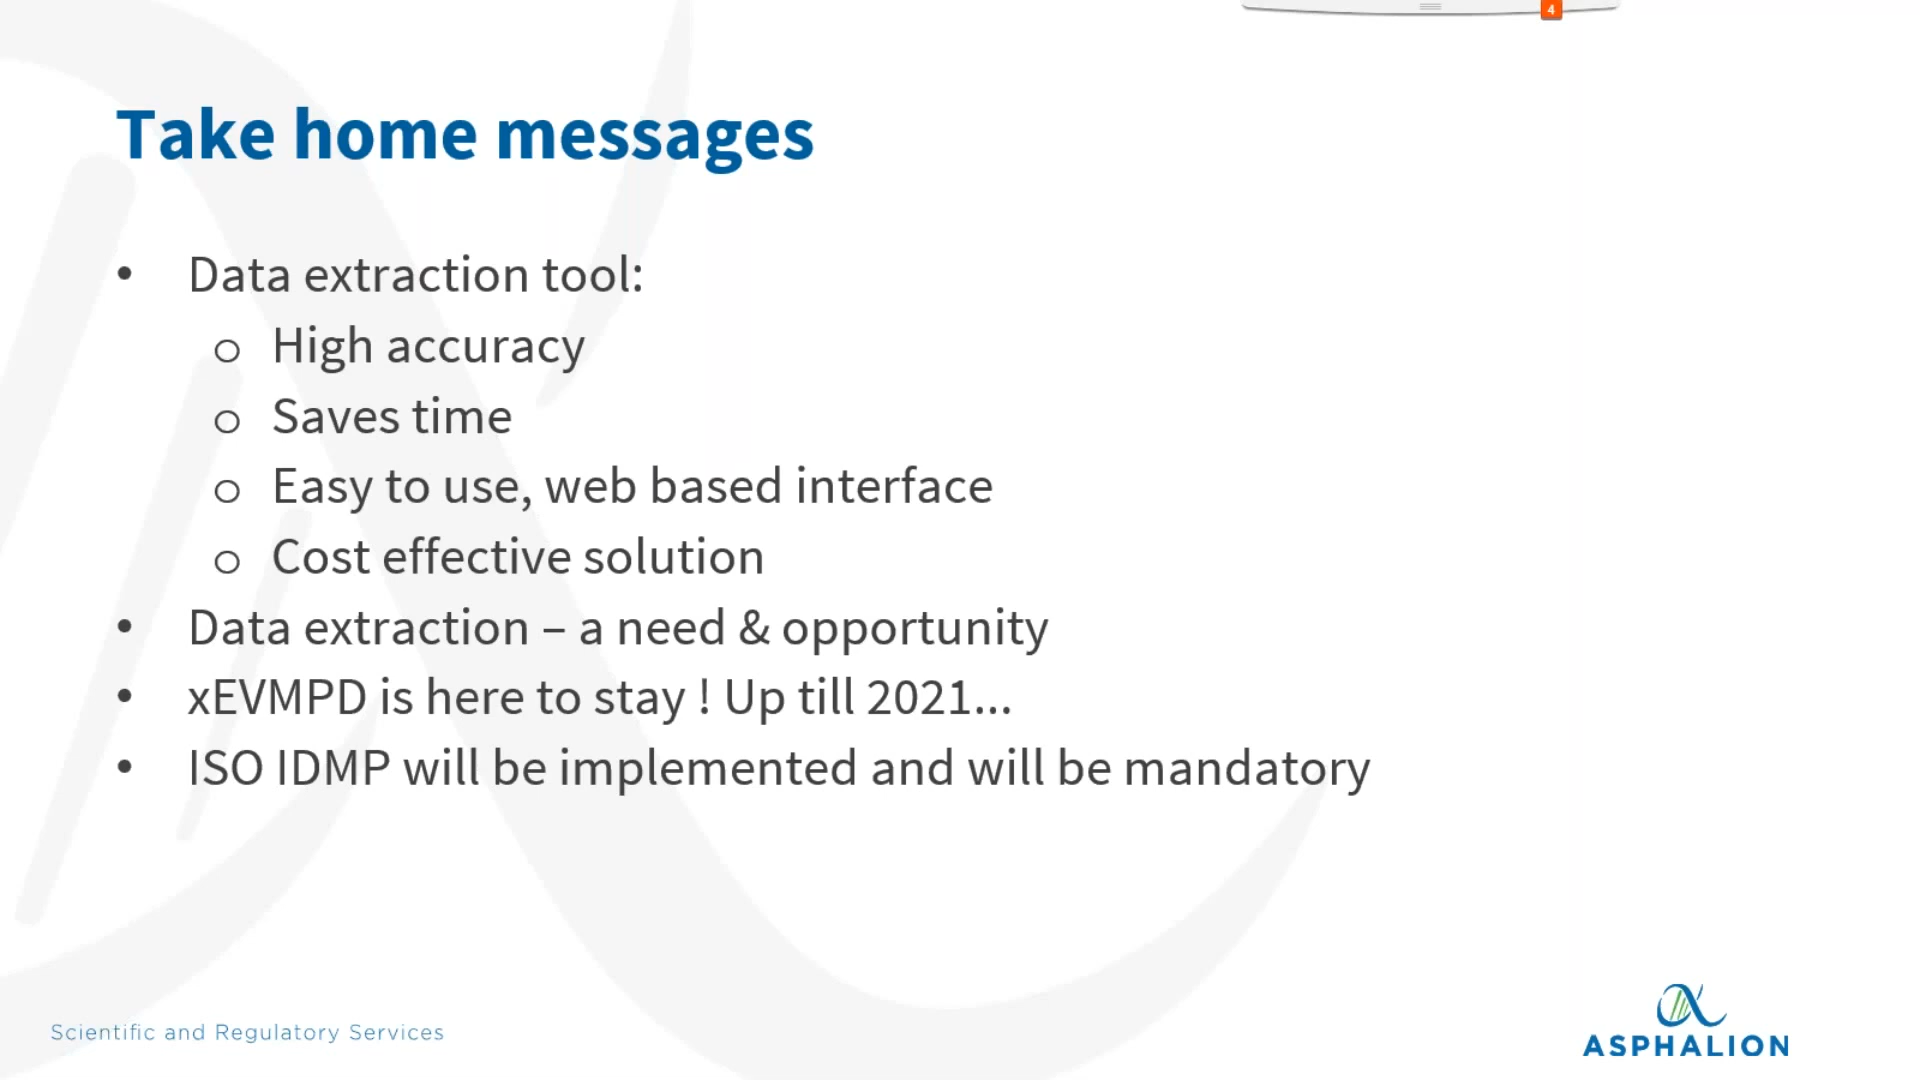 4
Take home messages
• Data extraction tool:
o High accuracy
o Saves time
o Easy to use, web based interface
o Cost effective solution
• Data extraction – a need & opportunity
• xEVMPD is here to stay ! Up till 2021...
• ISO IDMP will be implemented and will be mandatory
Scientific and Regulatory Services
ASPHALION